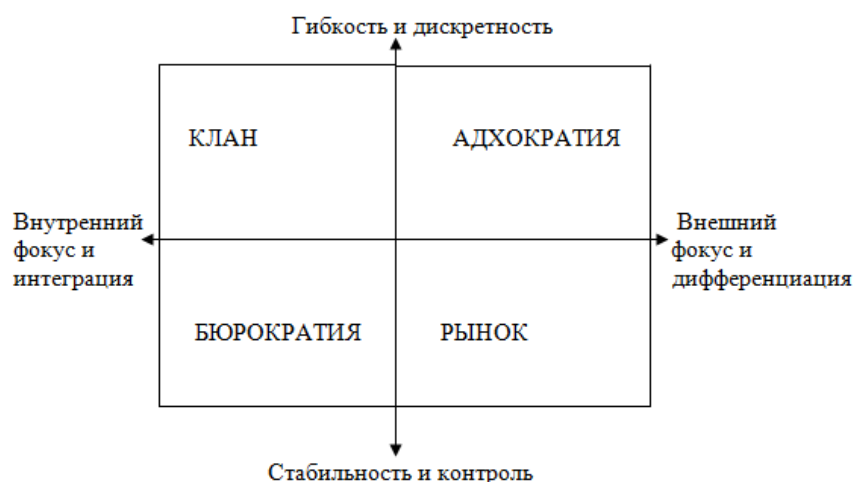 Гибкость и дискретность
КЛАН
АДХОКРАТИЯ
Внутренний
фокус и
интеграция
Внешний
фокус и
дифференциация
БЮРОКРАТИЯ
РЫНОК
Стабильность и контроль